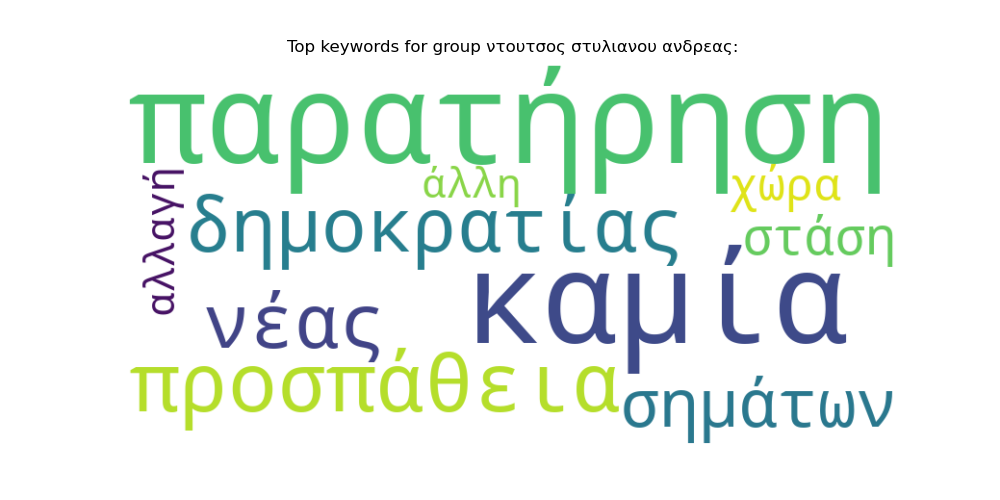 Top keywords for group ντουτσος στυλιανου ανδρεας:
παρατήρηση
αλλαγή
άλλη
χώρα
δημοκρατίας
στάση
νέας
καμία
προσπάθεια
σημάτων